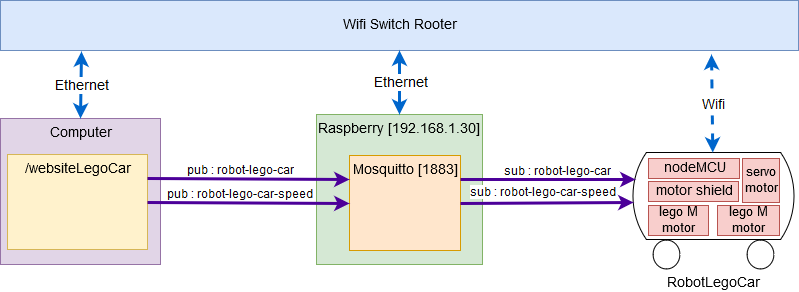 Wifi Switch Rooter
Ethernet
Ethernet
Wifi
Computer
/websiteLegoCar
pub : robot-lego-car
pub : robot-lego-car-speed
Raspberry [192.168.1.30]
Mosquitto [1883]
sub : robot-lego-car
sub : robot-lego-car-speed
nodeMCU
motor shield
servo
motor
lego M
motor
lego M
motor
RobotLegoCar